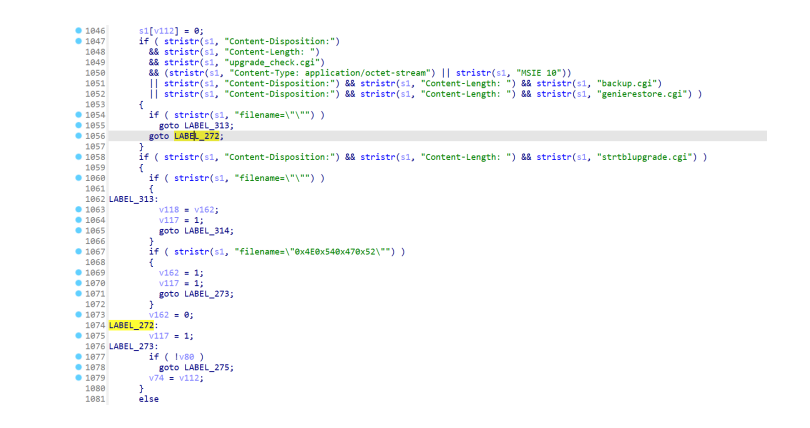 1046 s1[v112] = 0;
1047 if ( stristr(s1, "Content-Disposition:")
1048 && stristr(s1, "Content-Length: ")
1049 && stristr(s1, "upgrade_check.cgi")
1050 && (stristr(s1, "Content-Type: application/octet-stream") || stristr(s1, "MSIE 10"))
1051 || stristr(s1, "Content-Disposition:") && stristr(s1, "Content-Length: ") && stristr(s1, "backup.cgi")
1052 || stristr(s1, "Content-Disposition:") && stristr(s1, "Content-Length: ") && stristr(s1, "genierestore.cgi") )
1053 {
1054 if ( stristr(s1, "filename=\"\"") )
1055 goto LABEL_313;
1056 goto LABEL_272;
1057 }
1058 if ( stristr(s1, "Content-Disposition:") && stristr(s1, "Content-Length: ") && stristr(s1, "strtblupgrade.cgi") )
1059 {
1060 if ( stristr(s1, "filename=\"\"") )
1061 {
1062 LABEL_313:
1063 v118 = v162;
1064 v117 = 1;
1065 goto LABEL_314;
1066 }
1067 if ( stristr(s1, "filename=\"0x4E0x540x470x52\"") )
1068 {
1069 v162 = 1;
1070 v117 = 1;
1071 goto LABEL_273;
1072 }
1073 v162 = 0;
1074 LABEL_272:
1075 v117 = 1;
1076 LABEL_273:
1077 if ( !v80 )
1078 goto LABEL_275;
1079 v74 = v112;
1080 }
1081 else